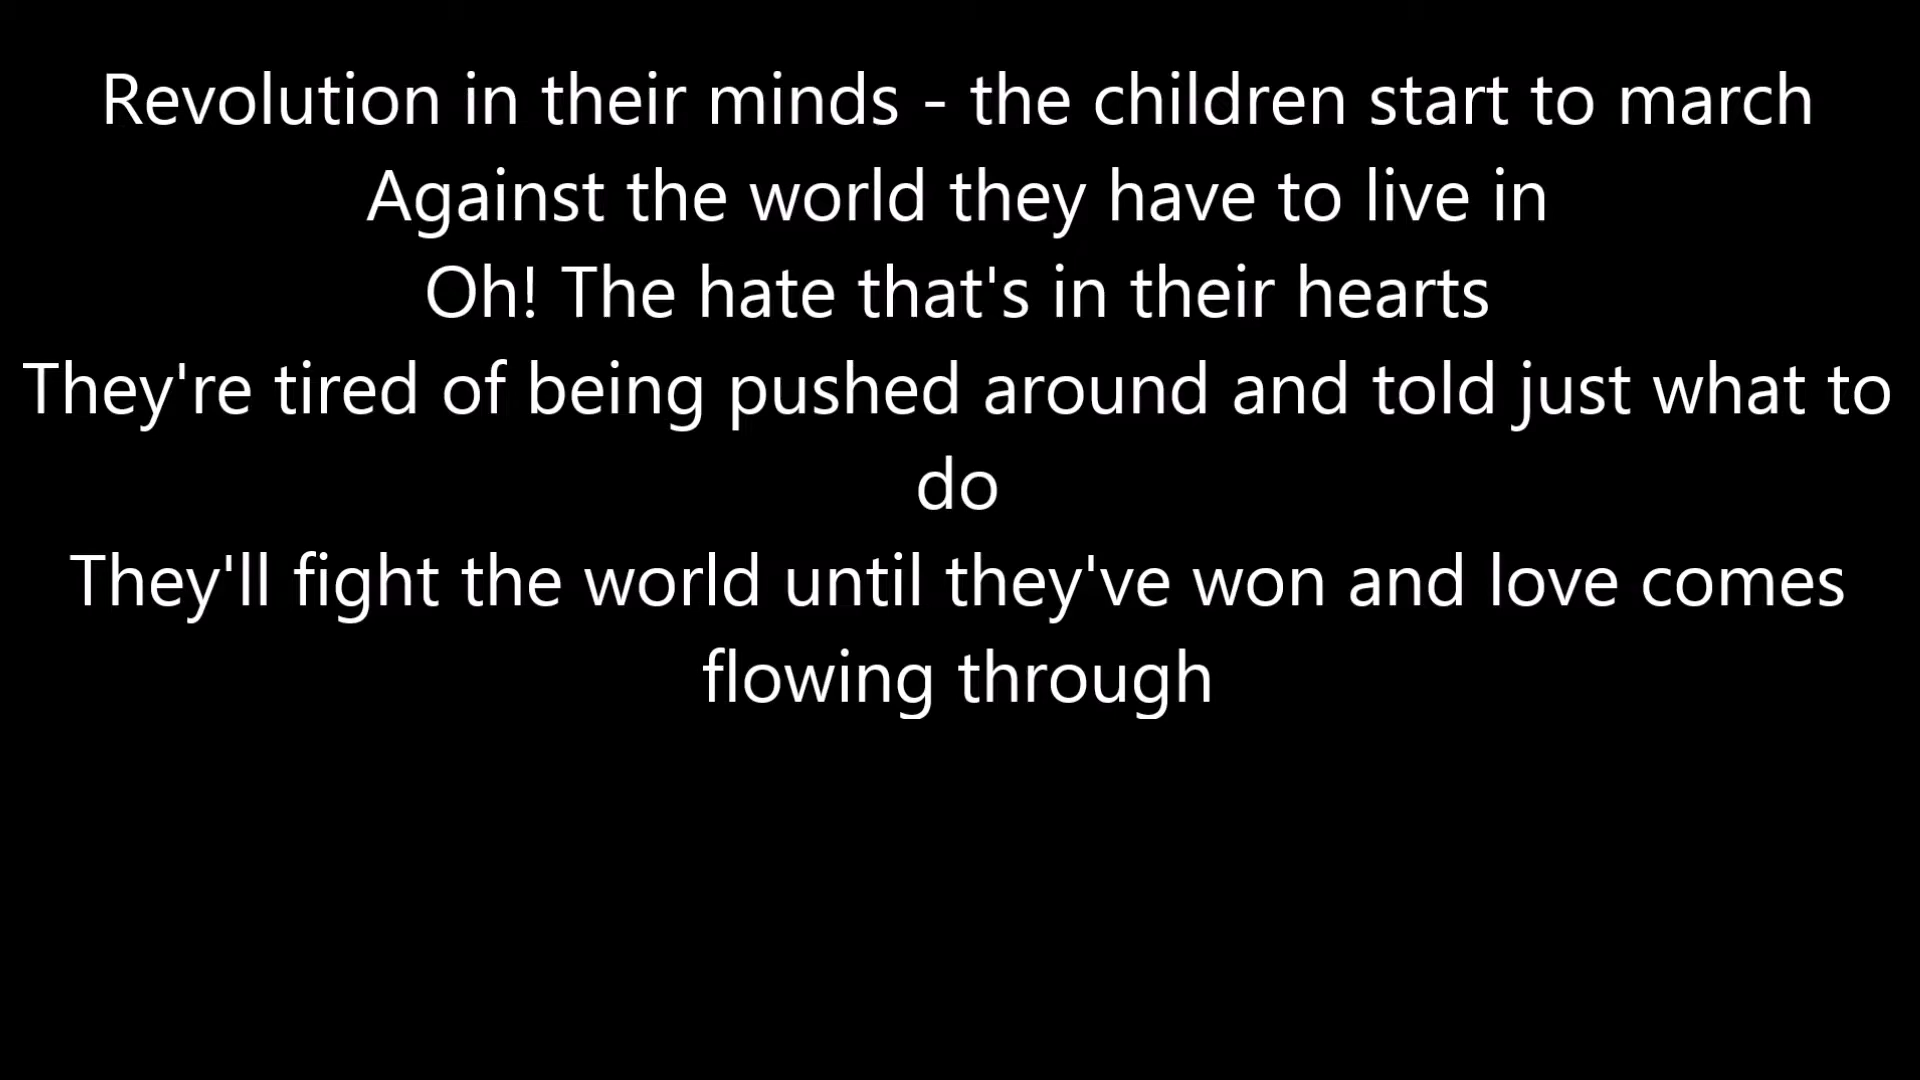 Revolution in their minds - the children start to march
Against the world they have to live in
Oh! The hate that's in their hearts
They're tired of being pushed around and told just what to
do
They'll fight the world until they've won and love comes
flowing through